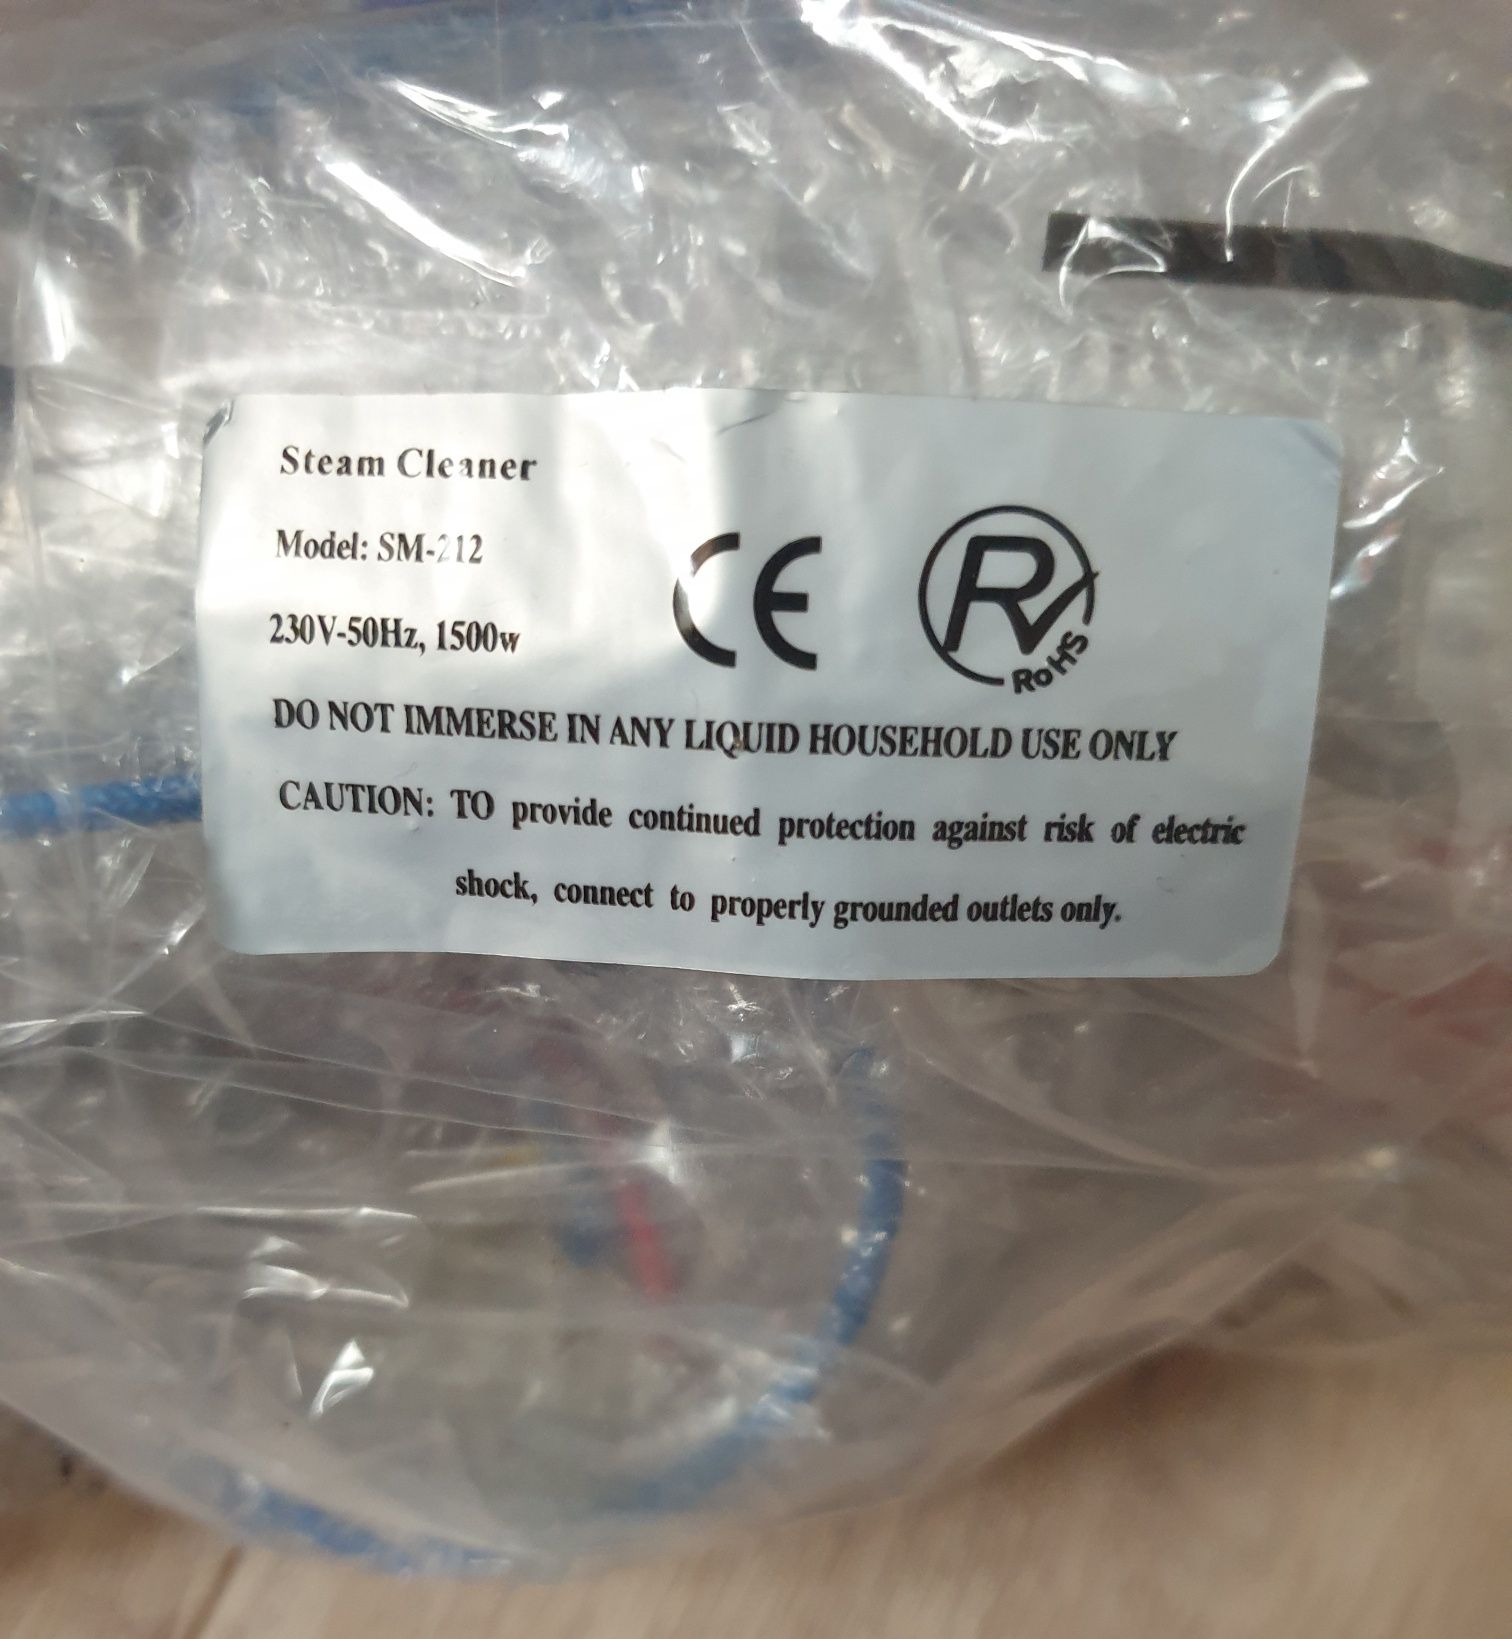 Steam Cleaner
Model: SM-212
230V-50Hz, 1500w
CE
R
RoHS
DO NOT IMMERSE IN ANY LIQUID HOUSEHOLD USE ONLY
CAUTION: TO provide continued protection against risk of electric
shock, connect to properly grounded outlets only.